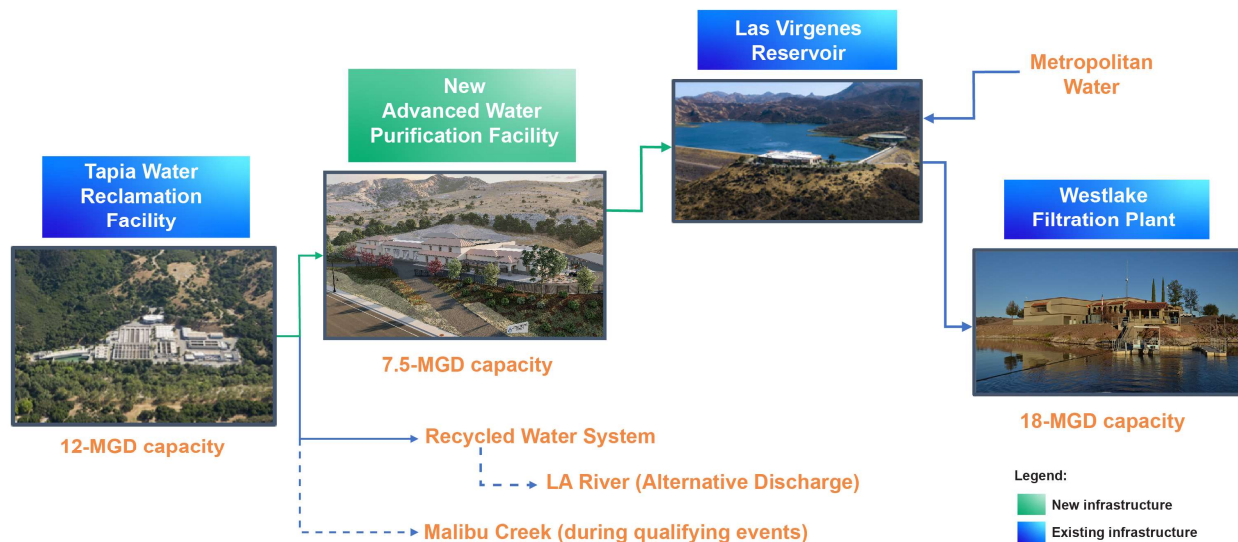 Las Virgenes
Reservoir
Metropolitan
Water
New
Advanced Water
Purification Facility
Tapia Water
Reclamation
Facility
Westlake
Filtration Plant
7.5-MGD capacity
18-MGD capacity
12-MGD capacity
Recycled Water System
LA River (Alternative Discharge)
Malibu Creek (during qualifying events)
Legend:
New infrastructure
Existing infrastructure